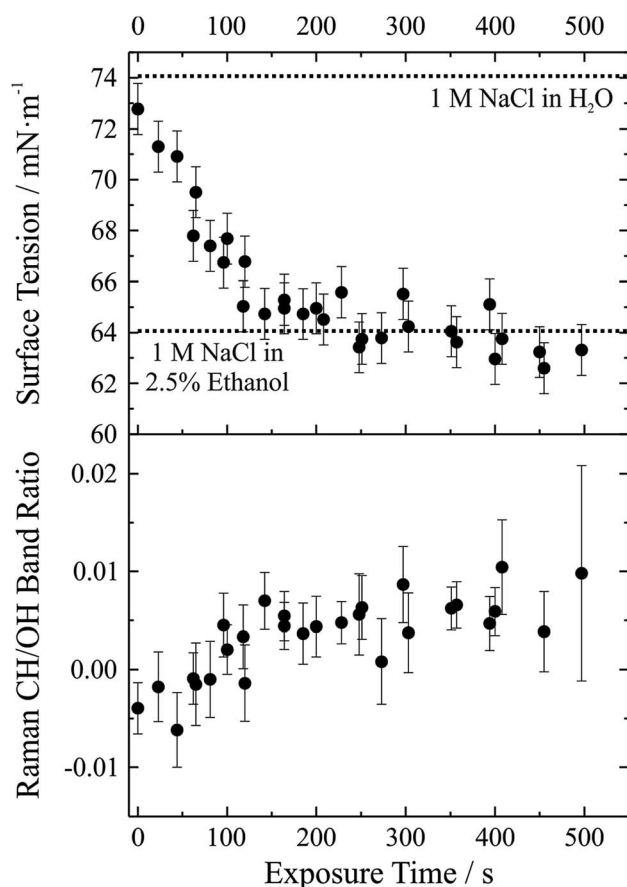 0 100 200 300 400 500
74
72
70
68
66
64
62
60
Surface Tension / mN·m⁻¹
1 M NaCl in H₂O
1 M NaCl in
2.5% Ethanol
0.02
0.01
0.00
-0.01
Raman CH/OH Band Ratio
0 100 200 300 400 500
Exposure Time / s